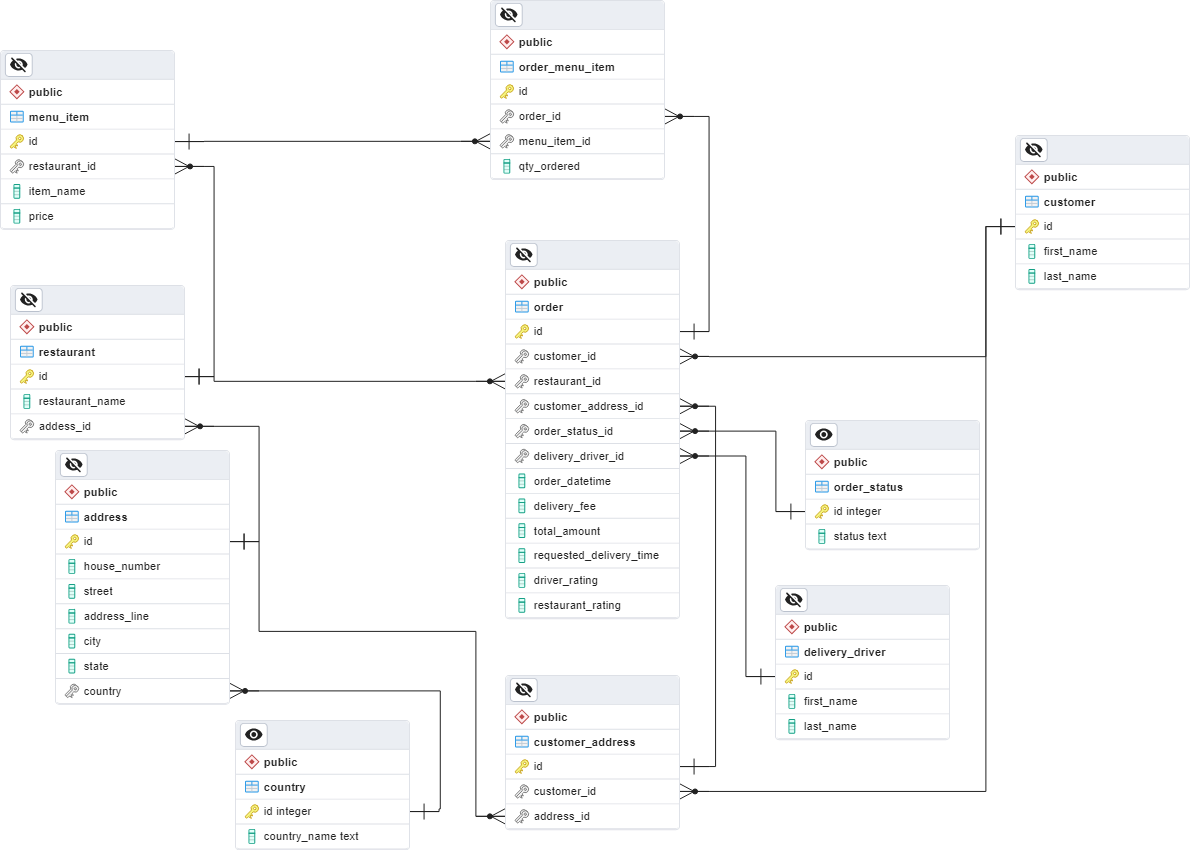 public
order_menu_item
id
order_id
menu_item_id
qty_ordered
public
menu_item
id
restaurant_id
item_name
price
public
customer
id
first_name
last_name
public
order
id
customer_id
restaurant_id
customer_address_id
order_status_id
delivery_driver_id
order_datetime
delivery_fee
total_amount
requested_delivery_time
driver_rating
restaurant_rating
public
restaurant
id
restaurant_name
addess_id
public
order_status
id integer
status text
public
address
id
house_number
street
address_line
city
state
country
public
delivery_driver
id
first_name
last_name
public
customer_address
id
customer_id
address_id
public
country
id integer
country_name text